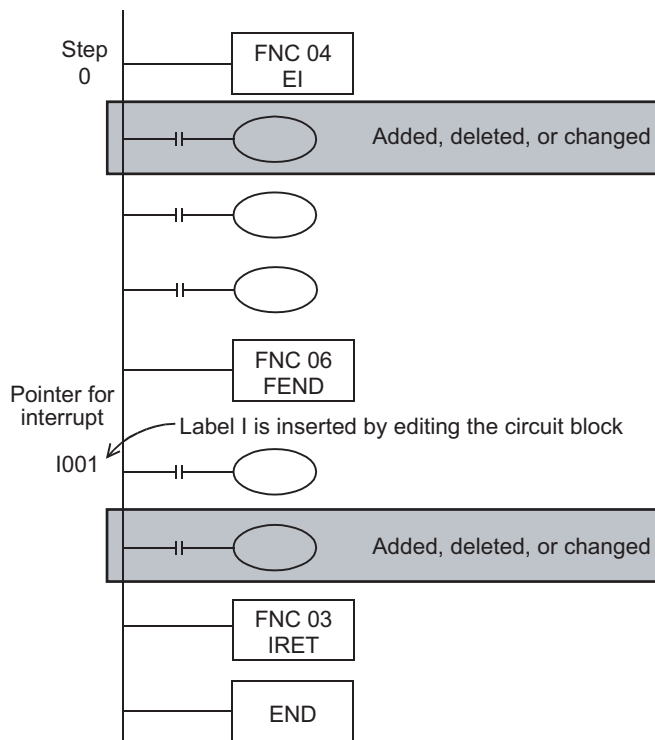 Step
0
FNC 04
EI
Added, deleted, or changed
FNC 06
FEND
Pointer for
interrupt
Label I is inserted by editing the circuit block
I001
Added, deleted, or changed
FNC 03
IRET
END